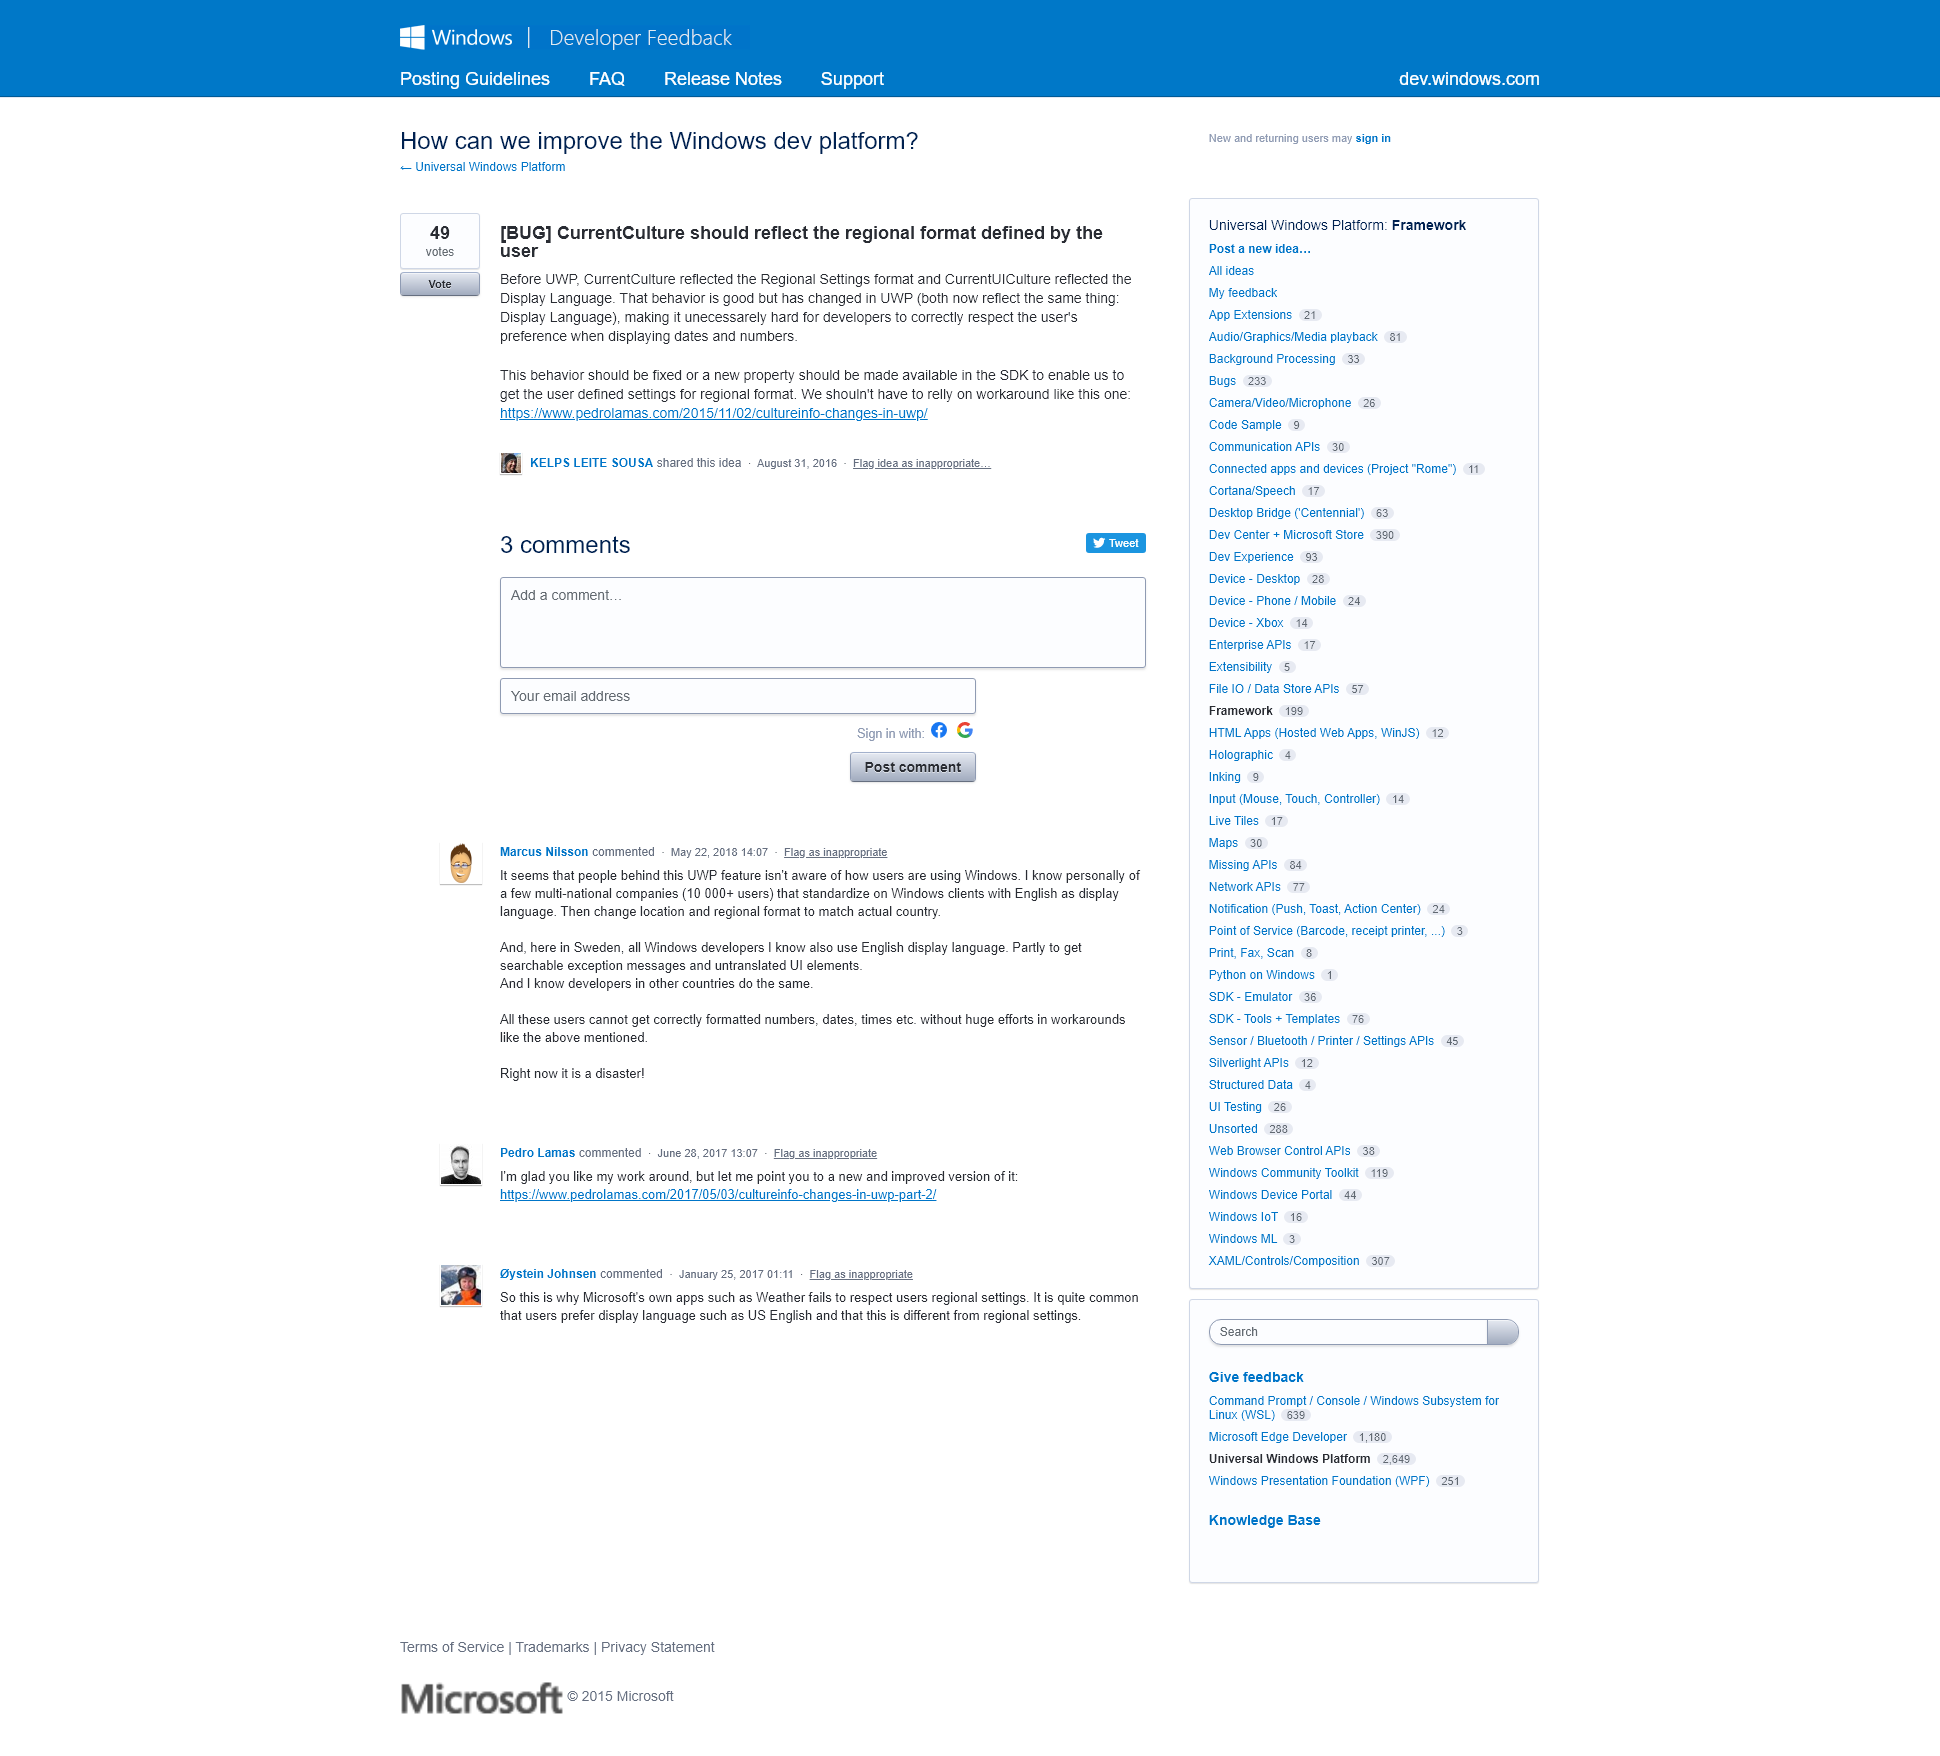 Windows | Developer Feedback
Posting Guidelines FAQ Release Notes Support dev.windows.com
How can we improve the Windows dev platform?
← Universal Windows Platform
New and returning users may sign in
49
votes
Vote
[BUG] CurrentCulture should reflect the regional format defined by the
user
Before UWP, CurrentCulture reflected the Regional Settings format and CurrentUICulture reflected the
Display Language. That behavior is good but has changed in UWP (both now reflect the same thing:
Display Language), making it unecessarely hard for developers to correctly respect the user's
preference when displaying dates and numbers.
This behavior should be fixed or a new property should be made available in the SDK to enable us to
get the user defined settings for regional format. We shouln't have to rely on workaround like this one:
https://www.pedrolamas.com/2015/11/02/cultureinfo-changes-in-uwp/
KELPS LEITE SOUSA shared this idea · August 31, 2016 · Flag idea as inappropriate…
3 comments
Tweet
Add a comment…
Your email address
Sign in with:
Post comment
Marcus Nilsson commented · May 22, 2018 14:07 · Flag as inappropriate
It seems that people behind this UWP feature isn't aware of how users are using Windows. I know personally of
a few multi-national companies (10 000+ users) that standardize on Windows clients with English as display
language. Then change location and regional format to match actual country.
And, here in Sweden, all Windows developers I know also use English display language. Partly to get
searchable exception messages and untranslated UI elements.
And I know developers in other countries do the same.
All these users cannot get correctly formatted numbers, dates, times etc. without huge efforts in workarounds
like the above mentioned.
Right now it is a disaster!
Pedro Lamas commented · June 28, 2017 13:07 · Flag as inappropriate
I'm glad you like my work around, but let me point you to a new and improved version of it:
https://www.pedrolamas.com/2017/05/03/cultureinfo-changes-in-uwp-part-2/
Øystein Johnsen commented · January 25, 2017 01:11 · Flag as inappropriate
So this is why Microsoft's own apps such as Weather fails to respect users regional settings. It is quite common
that users prefer display language such as US English and that this is different from regional settings.
Universal Windows Platform: Framework
Post a new idea…
All ideas
My feedback
App Extensions 21
Audio/Graphics/Media playback 81
Background Processing 33
Bugs 233
Camera/Video/Microphone 26
Code Sample 9
Communication APIs 30
Connected apps and devices (Project "Rome") 11
Cortana/Speech 17
Desktop Bridge ('Centennial') 63
Dev Center + Microsoft Store 390
Dev Experience 93
Device - Desktop 28
Device - Phone / Mobile 24
Device - Xbox 14
Enterprise APIs 17
Extensibility 5
File IO / Data Store APIs 57
Framework 199
HTML Apps (Hosted Web Apps, WinJS) 12
Holographic 4
Inking 9
Input (Mouse, Touch, Controller) 14
Live Tiles 17
Maps 30
Missing APIs 84
Network APIs 77
Notification (Push, Toast, Action Center) 24
Point of Service (Barcode, receipt printer, ...) 3
Print, Fax, Scan 8
Python on Windows 1
SDK - Emulator 36
SDK - Tools + Templates 76
Sensor / Bluetooth / Printer / Settings APIs 45
Silverlight APIs 12
Structured Data 4
UI Testing 26
Unsorted 288
Web Browser Control APIs 38
Windows Community Toolkit 119
Windows Device Portal 44
Windows IoT 16
Windows ML 3
XAML/Controls/Composition 307
Search
Give feedback
Command Prompt / Console / Windows Subsystem for
Linux (WSL) 639
Microsoft Edge Developer 1,180
Universal Windows Platform 2,649
Windows Presentation Foundation (WPF) 251
Knowledge Base
Terms of Service | Trademarks | Privacy Statement
Microsoft © 2015 Microsoft